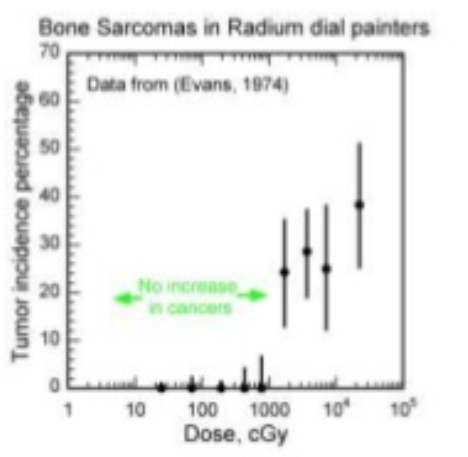 Bone Sarcomas in Radium dial painters
70
Data from (Evans, 1974)
60
50
40
30
No increase
in cancers
20
10
0
Tumor incidence percentage
1 10 100 1000 10⁴ 10⁵
Dose, cGy